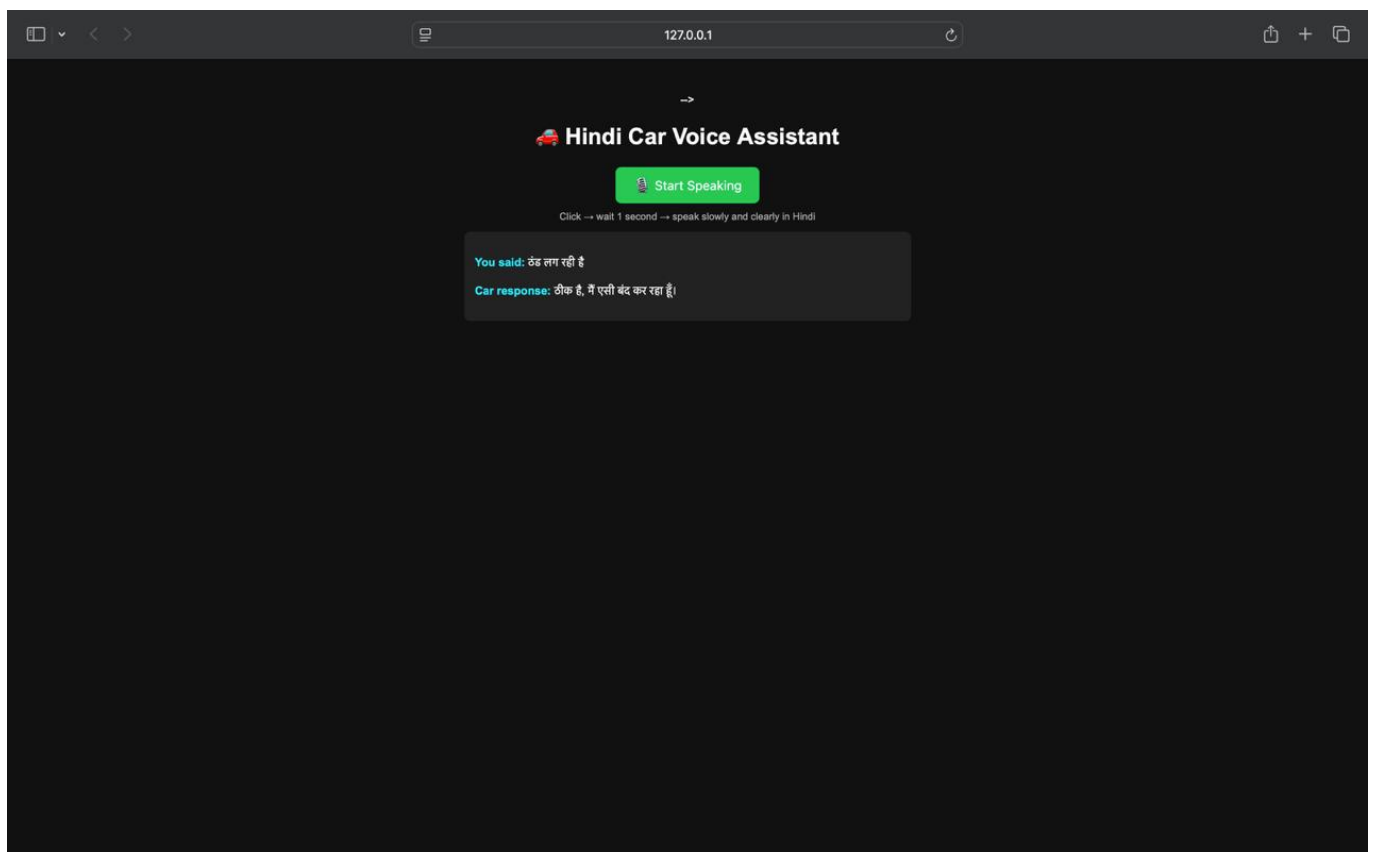 127.0.0.1
-->
🚗 Hindi Car Voice Assistant
🎙️ Start Speaking
Click → wait 1 second → speak slowly and clearly in Hindi
You said: ठंड लग रही है
Car response: ठीक है, मैं एसी बंद कर रहा हूँ।